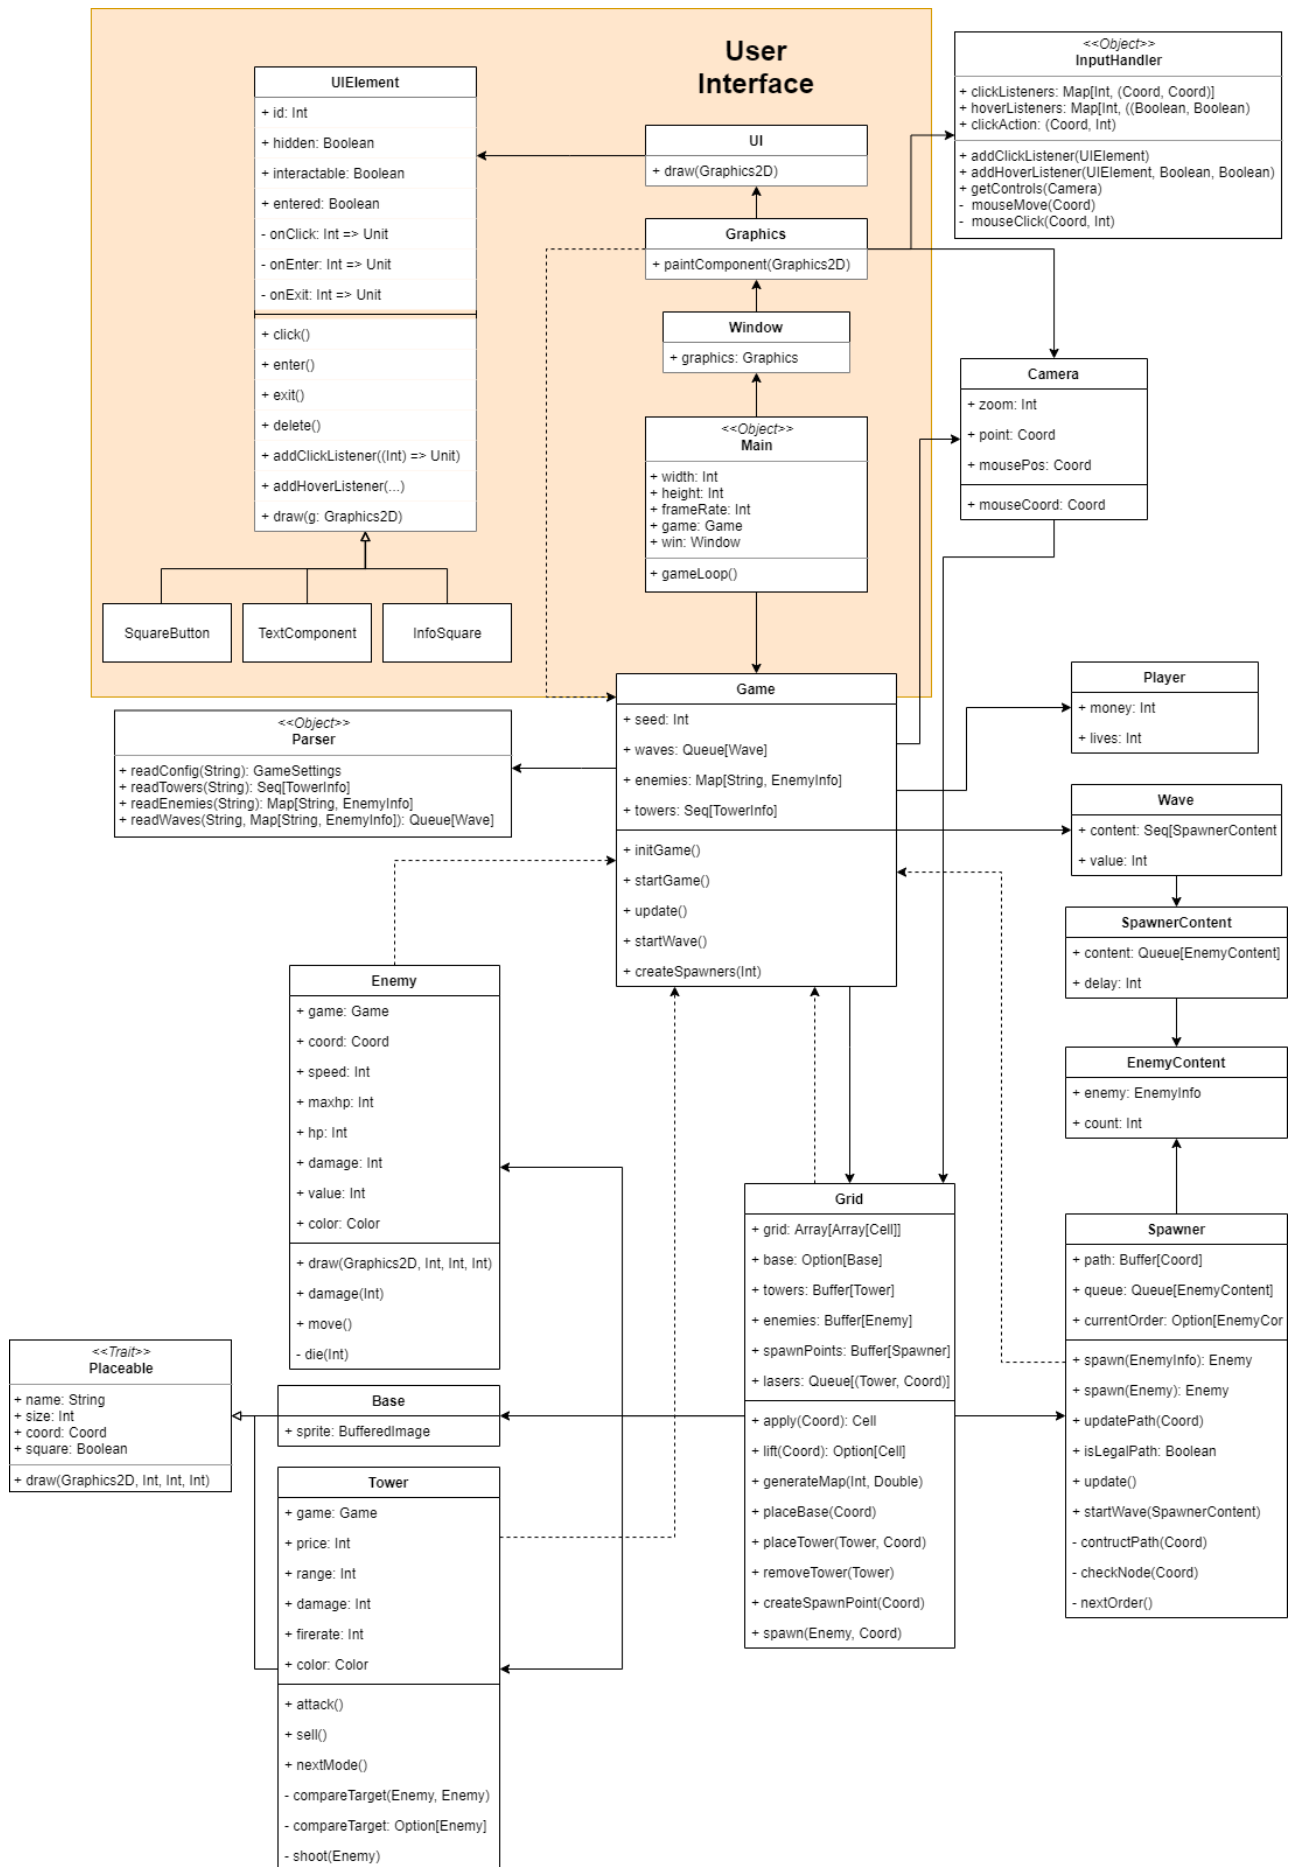 User
Interface
UIElement
+ id: Int
+ hidden: Boolean
+ interactable: Boolean
+ entered: Boolean
- onClick: Int => Unit
- onEnter: Int => Unit
- onExit: Int => Unit
+ click()
+ enter()
+ exit()
+ delete()
+ addClickListener((Int) => Unit)
+ addHoverListener(...)
+ draw(g: Graphics2D)
SquareButton
TextComponent
InfoSquare
UI
+ draw(Graphics2D)
Graphics
+ paintComponent(Graphics2D)
Window
+ graphics: Graphics
<<Object>>
Main
+ width: Int
+ height: Int
+ frameRate: Int
+ game: Game
+ win: Window
+ gameLoop()
<<Object>>
InputHandler
+ clickListeners: Map[Int, (Coord, Coord)]
+ hoverListeners: Map[Int, ((Boolean, Boolean)
+ clickAction: (Coord, Int)
+ addClickListener(UIElement)
+ addHoverListener(UIElement, Boolean, Boolean)
+ getControls(Camera)
- mouseMove(Coord)
- mouseClick(Coord, Int)
Camera
+ zoom: Int
+ point: Coord
+ mousePos: Coord
+ mouseCoord: Coord
<<Object>>
Parser
+ readConfig(String): GameSettings
+ readTowers(String): Seq[TowerInfo]
+ readEnemies(String): Map[String, EnemyInfo]
+ readWaves(String, Map[String, EnemyInfo]): Queue[Wave]
Game
+ seed: Int
+ waves: Queue[Wave]
+ enemies: Map[String, EnemyInfo]
+ towers: Seq[TowerInfo]
+ initGame()
+ startGame()
+ update()
+ startWave()
+ createSpawners(Int)
Player
+ money: Int
+ lives: Int
Wave
+ content: Seq[SpawnerContent
+ value: Int
SpawnerContent
+ content: Queue[EnemyContent]
+ delay: Int
EnemyContent
+ enemy: EnemyInfo
+ count: Int
Enemy
+ game: Game
+ coord: Coord
+ speed: Int
+ maxhp: Int
+ hp: Int
+ damage: Int
+ value: Int
+ color: Color
+ draw(Graphics2D, Int, Int, Int)
+ damage(Int)
+ move()
- die(Int)
Grid
+ grid: Array[Array[Cell]]
+ base: Option[Base]
+ towers: Buffer[Tower]
+ enemies: Buffer[Enemy]
+ spawnPoints: Buffer[Spawner]
+ lasers: Queue[(Tower, Coord)]
+ apply(Coord): Cell
+ lift(Coord): Option[Cell]
+ generateMap(Int, Double)
+ placeBase(Coord)
+ placeTower(Tower, Coord)
+ removeTower(Tower)
+ createSpawnPoint(Coord)
+ spawn(Enemy, Coord)
Spawner
+ path: Buffer[Coord]
+ queue: Queue[EnemyContent]
+ currentOrder: Option[EnemyCor
+ spawn(EnemyInfo): Enemy
+ spawn(Enemy): Enemy
+ updatePath(Coord)
+ isLegalPath: Boolean
+ update()
+ startWave(SpawnerContent)
- contructPath(Coord)
- checkNode(Coord)
- nextOrder()
<<Trait>>
Placeable
+ name: String
+ size: Int
+ coord: Coord
+ square: Boolean
+ draw(Graphics2D, Int, Int, Int)
Base
+ sprite: BufferedImage
Tower
+ game: Game
+ price: Int
+ range: Int
+ damage: Int
+ firerate: Int
+ color: Color
+ attack()
+ sell()
+ nextMode()
- compareTarget(Enemy, Enemy)
- compareTarget: Option[Enemy]
- shoot(Enemy)